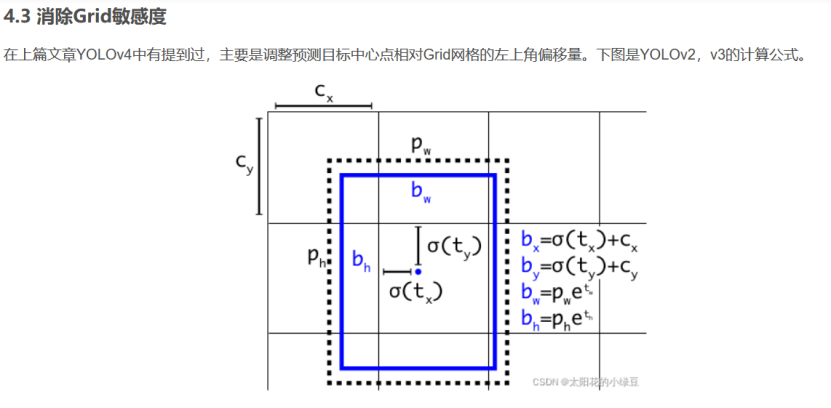 4.3 消除Grid敏感度
在上篇文章YOLOv4中有提到过，主要是调整预测目标中心点相对Grid网格的左上角偏移量。下图是YOLOv2，v3的计算公式。
cx
cy
pw
bw
ph
bh
σ(ty)
σ(tx)
bx=σ(tx)+cx
by=σ(ty)+cy
bw=pwe^tw
bh=phe^th
CSDN @太阳花的小绿豆